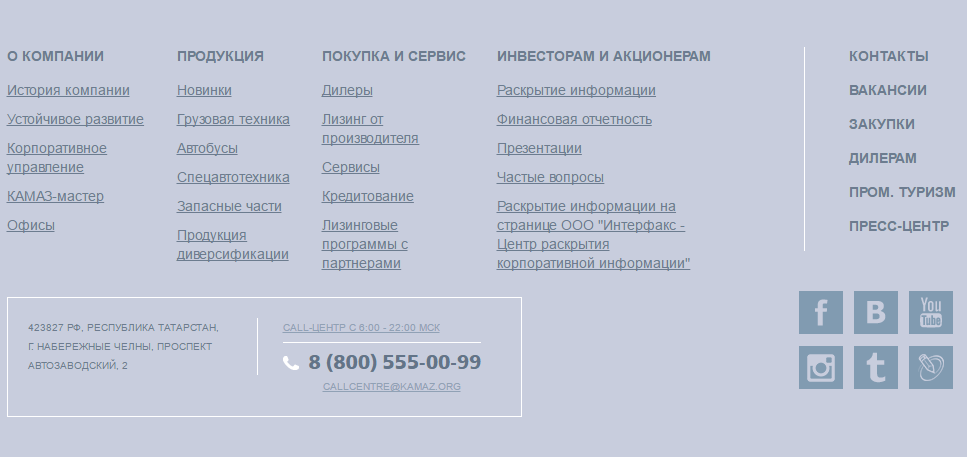 О КОМПАНИИ
История компании
Устойчивое развитие
Корпоративное
управление
КАМАЗ-мастер
Офисы
ПРОДУКЦИЯ
Новинки
Грузовая техника
Автобусы
Спецавтотехника
Запасные части
Продукция
диверсификации
ПОКУПКА И СЕРВИС
Дилеры
Лизинг от
производителя
Сервисы
Кредитование
Лизинговые
программы с
партнерами
ИНВЕСТОРАМ И АКЦИОНЕРАМ
Раскрытие информации
Финансовая отчетность
Презентации
Частые вопросы
Раскрытие информации на
странице ООО "Интерфакс -
Центр раскрытия
корпоративной информации"
КОНТАКТЫ
ВАКАНСИИ
ЗАКУПКИ
ДИЛЕРАМ
ПРОМ. ТУРИЗМ
ПРЕСС-ЦЕНТР
423827 РФ, РЕСПУБЛИКА ТАТАРСТАН,
Г. НАБЕРЕЖНЫЕ ЧЕЛНЫ, ПРОСПЕКТ
АВТОЗАВОДСКИЙ, 2
CALL-ЦЕНТР С 6:00 - 22:00 МСК
8 (800) 555-00-99
CALLCENTRE@KAMAZ.ORG
f
B
You
Tube
t